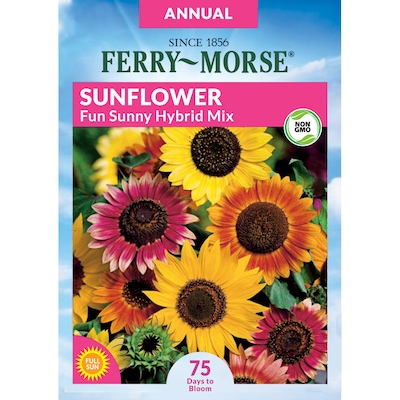 ANNUAL
SINCE 1856
FERRY~MORSE®
SUNFLOWER
Fun Sunny Hybrid Mix
NON
GMO
FULL
SUN
75
Days to
Bloom